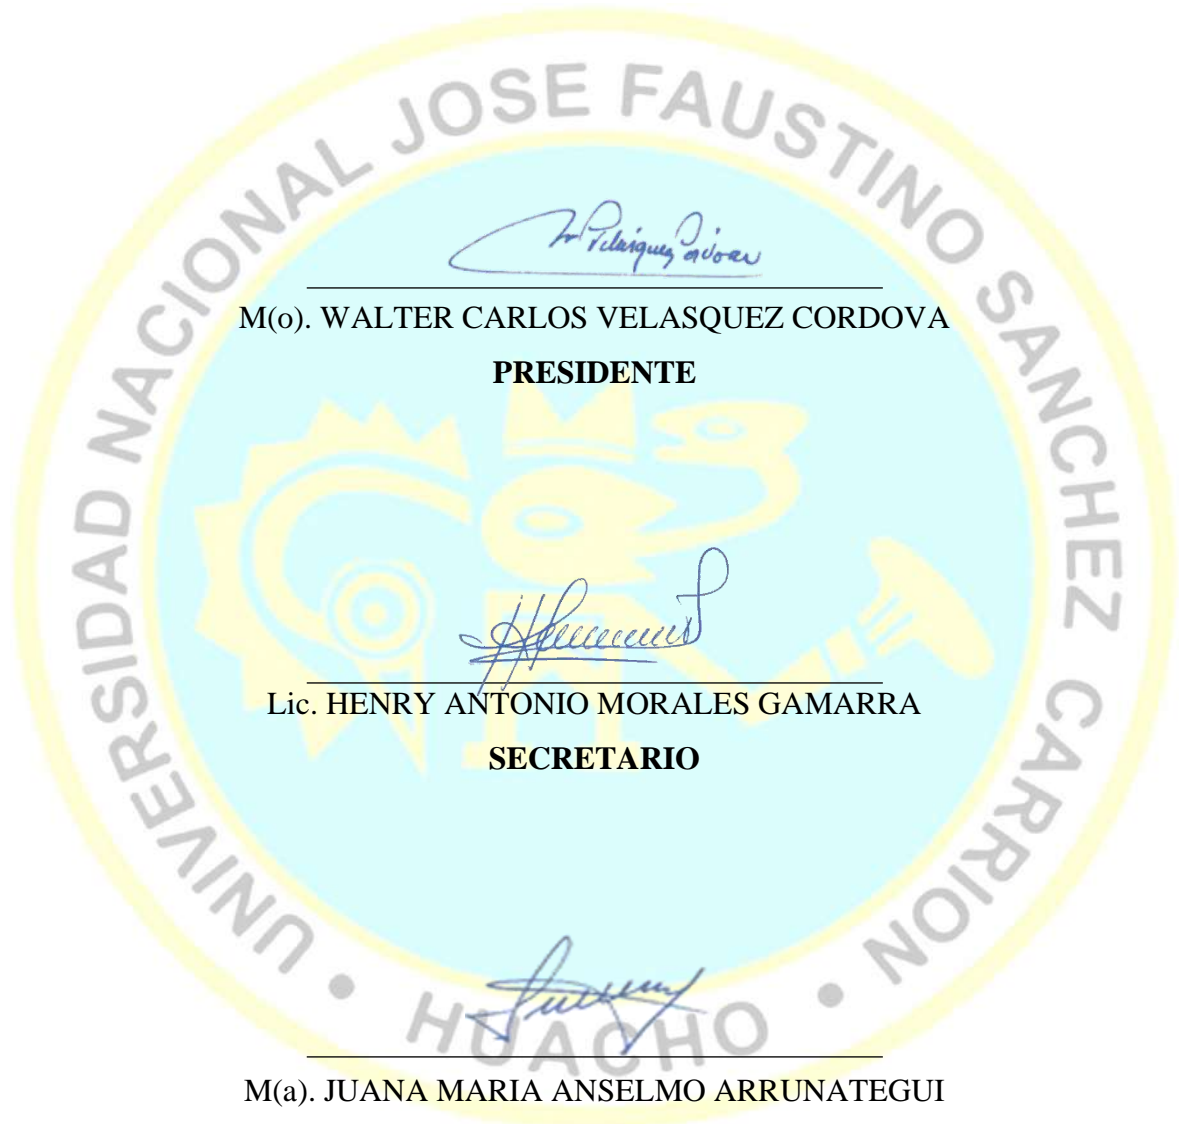 UNIVERSIDAD NACIONAL JOSE FAUSTINO SANCHEZ CARRION
• HUACHO •
M(o). WALTER CARLOS VELASQUEZ CORDOVA
PRESIDENTE
Lic. HENRY ANTONIO MORALES GAMARRA
SECRETARIO
M(a). JUANA MARIA ANSELMO ARRUNATEGUI